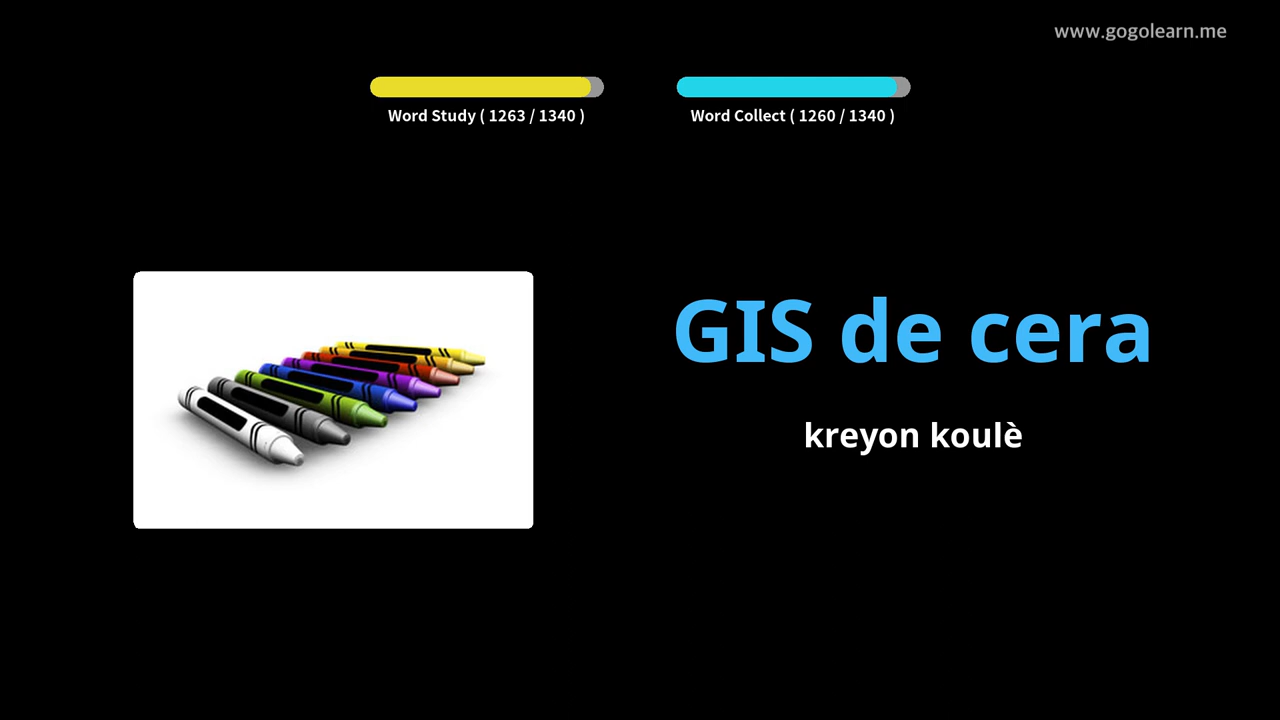 www.gogolearn.me
Word Study ( 1263 / 1340 )
Word Collect ( 1260 / 1340 )
GIS de cera
kreyon koulè